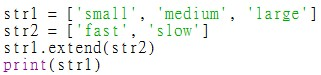 str1 = ['small', 'medium', 'large']
str2 = ['fast', 'slow']
str1.extend(str2)
print(str1)